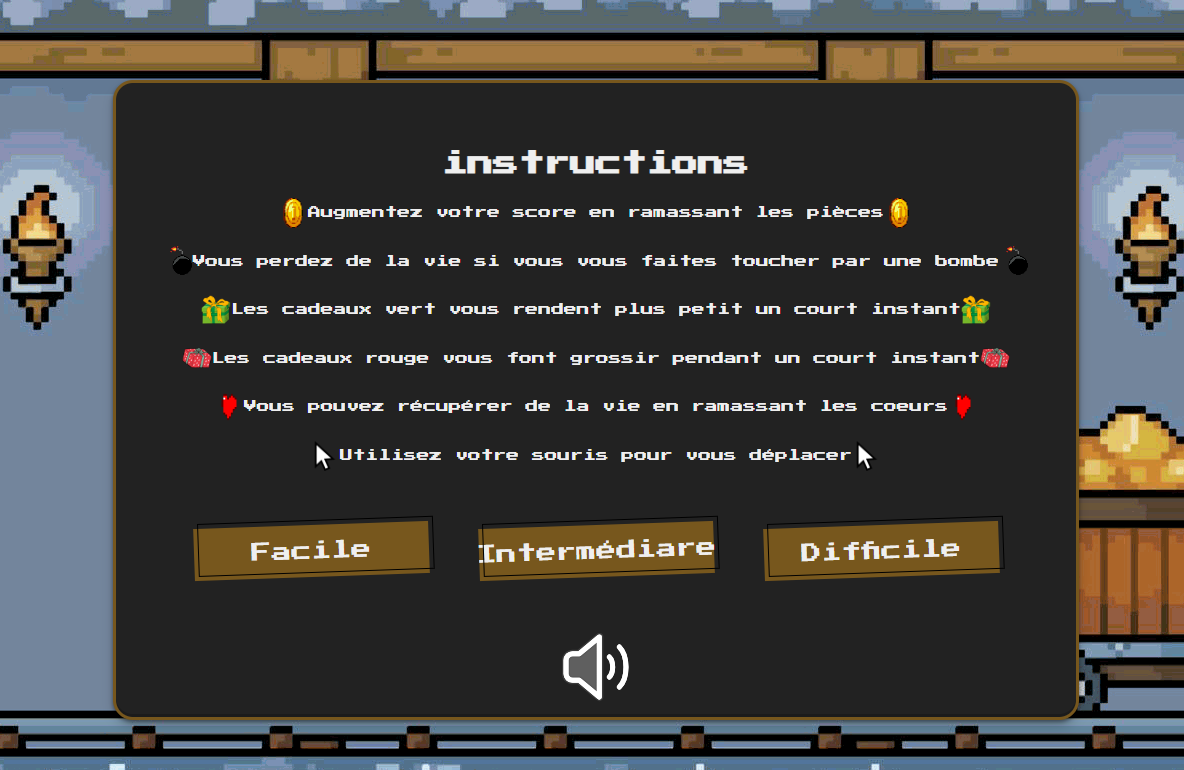 instructions
Augmentez votre score en ramassant les pièces
Vous perdez de la vie si vous vous faites toucher par une bombe
Les cadeaux vert vous rendent plus petit un court instant
Les cadeaux rouge vous font grossir pendant un court instant
Vous pouvez récupérer de la vie en ramassant les coeurs
Utilisez votre souris pour vous déplacer
Facile
Intermédiare
Difficile